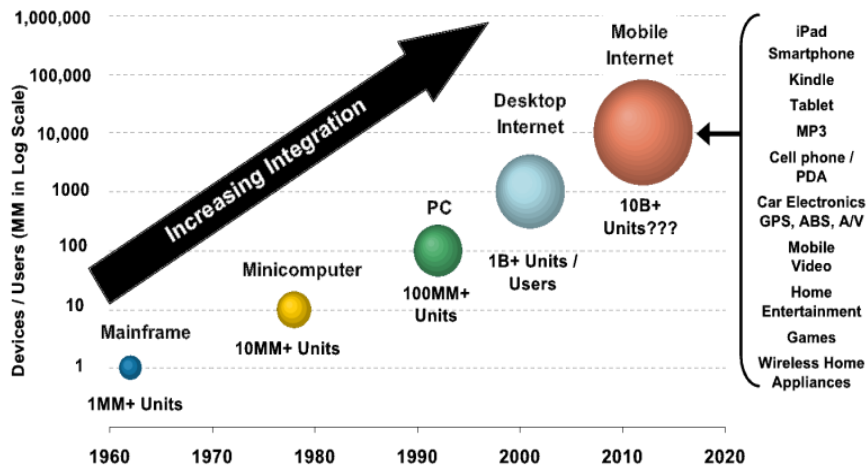 1,000,000
100,000
10,000
1000
100
10
1
Devices / Users (MM in Log Scale)
Increasing Integration
Mainframe
1MM+ Units
Minicomputer
10MM+ Units
PC
100MM+
Units
Desktop
Internet
1B+ Units /
Users
Mobile
Internet
10B+
Units???
iPad
Smartphone
Kindle
Tablet
MP3
Cell phone /
PDA
Car Electronics
GPS, ABS, A/V
Mobile
Video
Home
Entertainment
Games
Wireless Home
Appliances
1960
1970
1980
1990
2000
2010
2020